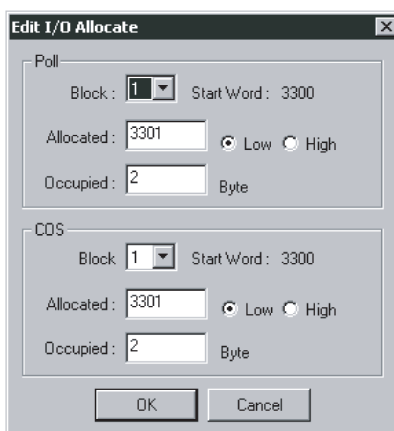 Edit I/O Allocate
Poll
Block : 1 Start Word : 3300
Allocated : 3301 Low High
Occupied : 2 Byte
COS
Block 1 Start Word : 3300
Allocated : 3301 Low High
Occupied : 2 Byte
OK Cancel